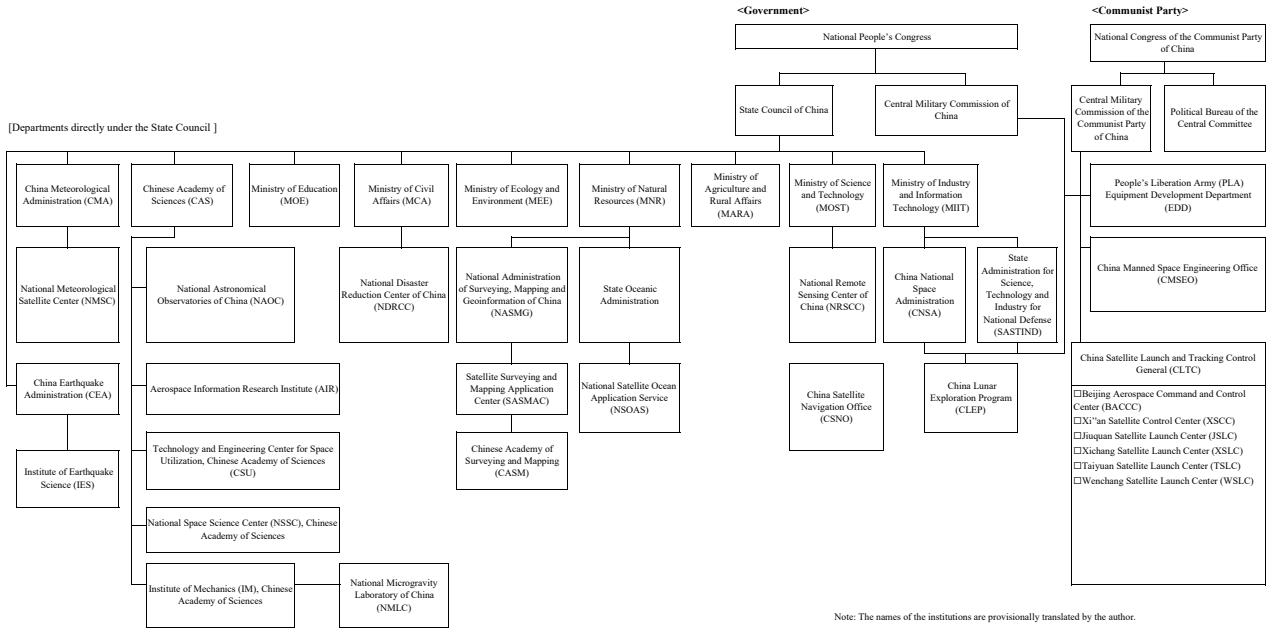 <Government>
<Communist Party>
National People's Congress
National Congress of the Communist Party
of China
State Council of China
Central Military Commission of
China
Central Military
Commission of the
Communist Party
of China
Political Bureau of the
Central Committee
[Departments directly under the State Council ]
China Meteorological
Administration (CMA)
Chinese Academy of
Sciences (CAS)
Ministry of Education
(MOE)
Ministry of Civil
Affairs (MCA)
Ministry of Ecology and
Environment (MEE)
Ministry of Natural
Resources (MNR)
Ministry of
Agriculture and
Rural Affairs
(MARA)
Ministry of Science
and Technology
(MOST)
Ministry of Industry
and Information
Technology (MIIT)
People's Liberation Army (PLA)
Equipment Development Department
(EDD)
National Meteorological
Satellite Center (NMSC)
National Astronomical
Observatories of China (NAOC)
National Disaster
Reduction Center of China
(NDRCC)
National Administration
of Surveying, Mapping and
Geoinformation of China
(NASMG)
State Oceanic
Administration
National Remote
Sensing Center of
China (NRSCC)
China National
Space
Administration
(CNSA)
State
Administration for
Science,
Technology and
Industry for
National Defense
(SASTIND)
China Manned Space Engineering Office
(CMSEO)
China Earthquake
Administration (CEA)
Aerospace Information Research Institute (AIR)
Satellite Surveying and
Mapping Application
Center (SASMAC)
National Satellite Ocean
Application Service
(NSOAS)
China Satellite
Navigation Office
(CSNO)
China Lunar
Exploration Program
(CLEP)
China Satellite Launch and Tracking Control
General (CLTC)
□Beijing Aerospace Command and Control
Center (BACCC)
□Xi"an Satellite Control Center (XSCC)
□Jiuquan Satellite Launch Center (JSLC)
□Xichang Satellite Launch Center (XSLC)
□Taiyuan Satellite Launch Center (TSLC)
□Wenchang Satellite Launch Center (WSLC)
Institute of Earthquake
Science (IES)
Technology and Engineering Center for Space
Utilization, Chinese Academy of Sciences
(CSU)
Chinese Academy of
Surveying and Mapping
(CASM)
National Space Science Center (NSSC), Chinese
Academy of Sciences
Institute of Mechanics (IM), Chinese
Academy of Sciences
National Microgravity
Laboratory of China
(NMLC)
Note: The names of the institutions are provisionally translated by the author.